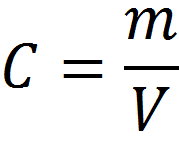 C = m/V